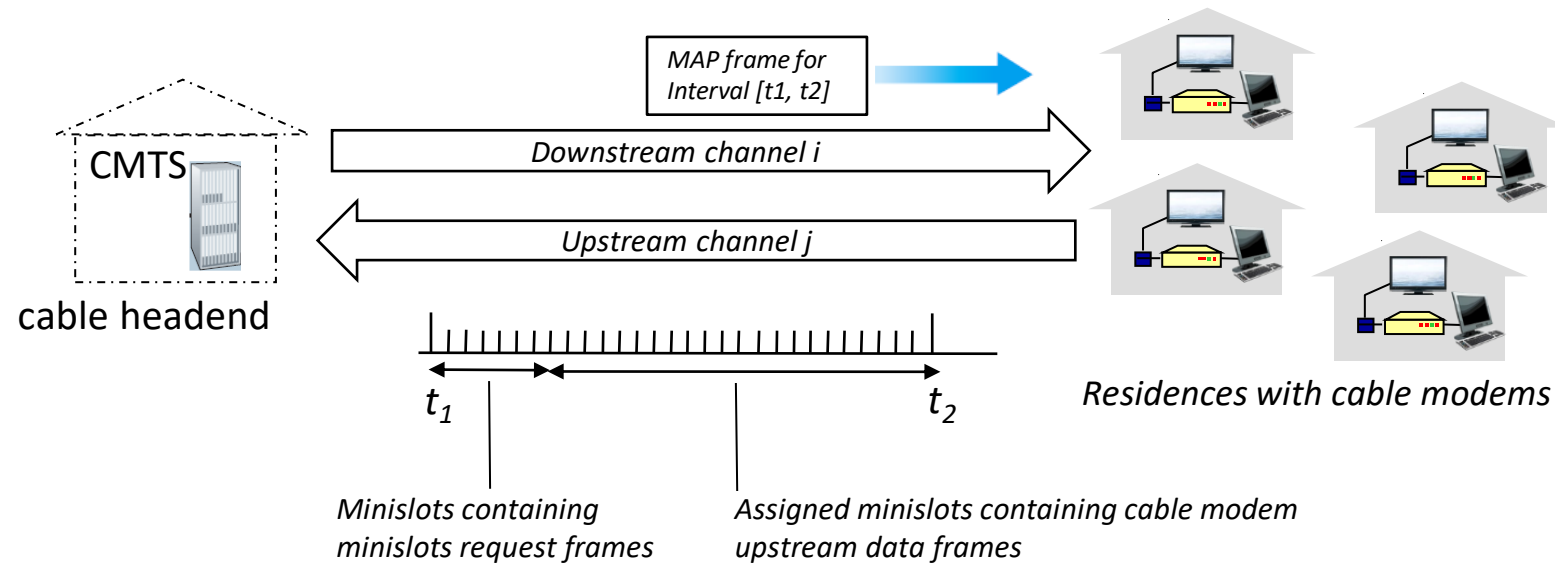 MAP frame for
Interval [t1, t2]
CMTS
Downstream channel i
Upstream channel j
cable headend
t1
t2
Residences with cable modems
Minislots containing
minislots request frames
Assigned minislots containing cable modem
upstream data frames